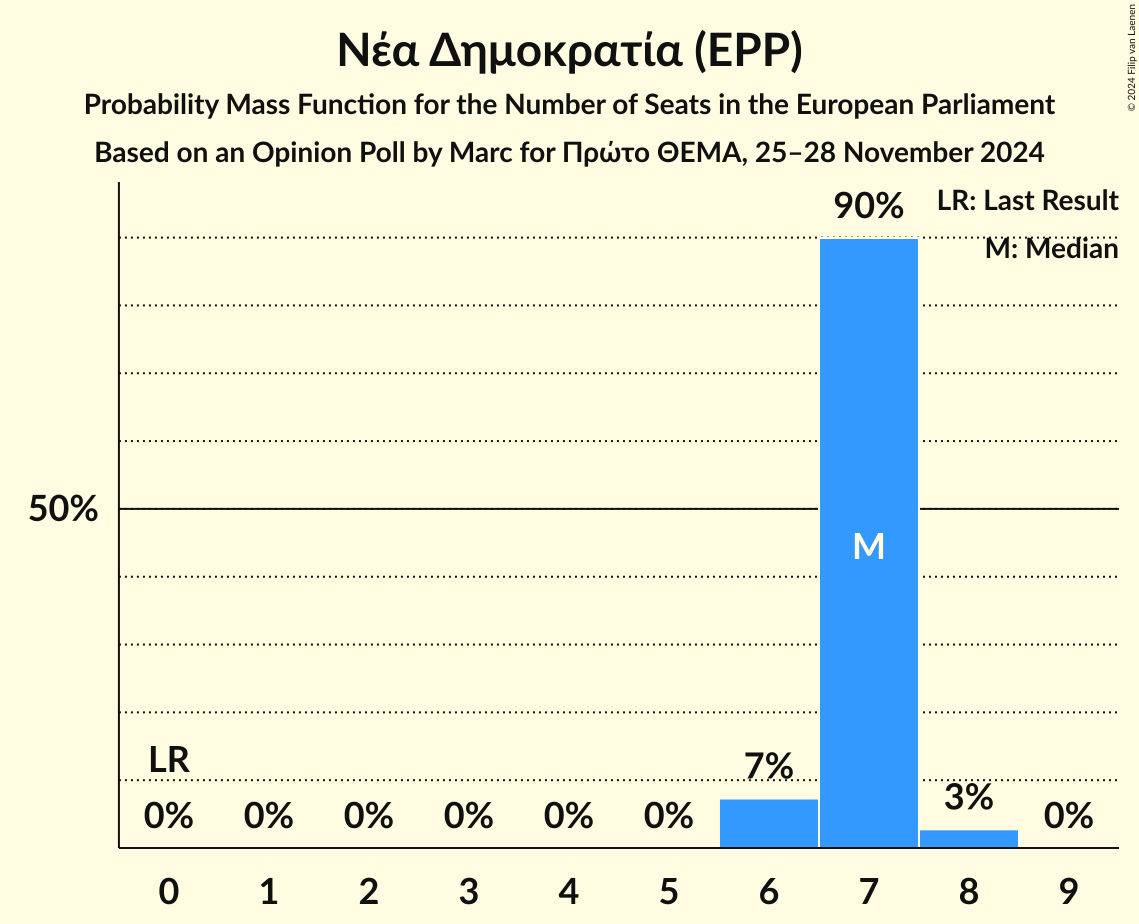 Νέα Δημοκρατία (EPP)
Probability Mass Function for the Number of Seats in the European Parliament
Based on an Opinion Poll by Marc for Πρώτο ΘΕΜΑ, 25–28 November 2024
© 2024 Filip van Laenen
LR: Last Result
M: Median
90%
50%
M
LR
0% 0% 0% 0% 0% 0% 7% 3% 0%
0 1 2 3 4 5 6 7 8 9